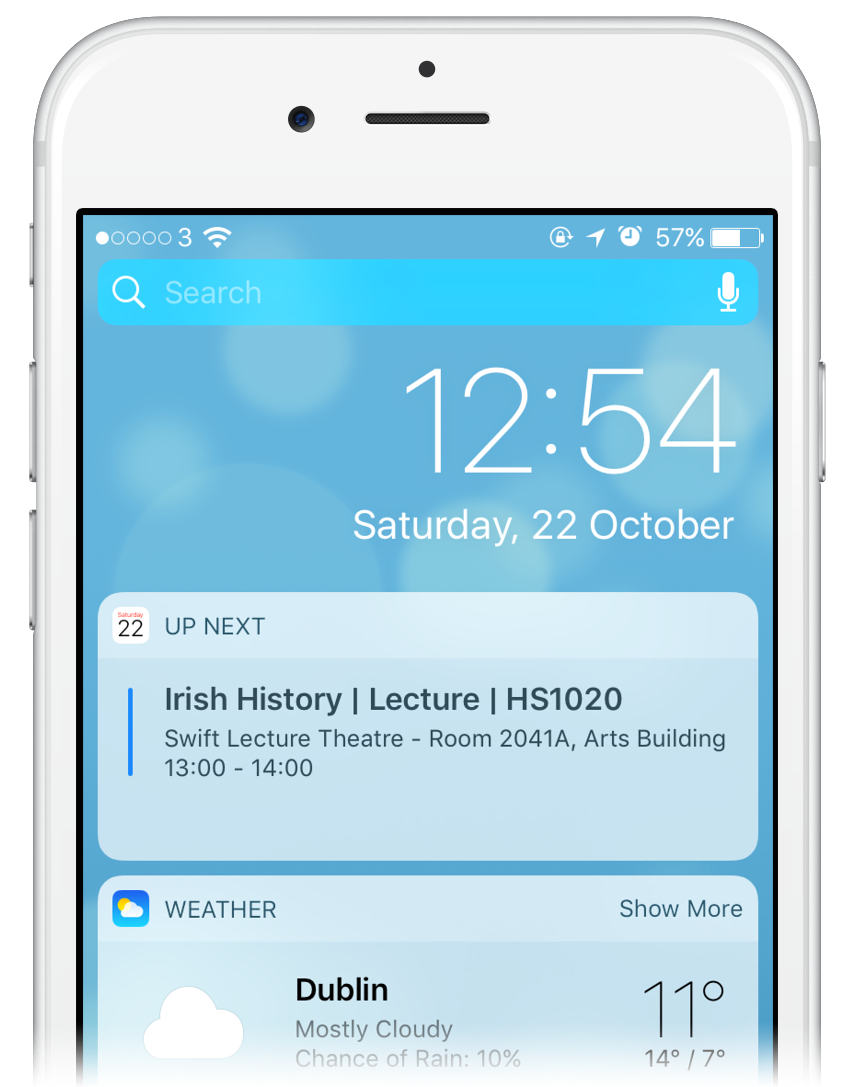 3 57%
Search
12:54
Saturday, 22 October
Saturday
22 UP NEXT
Irish History | Lecture | HS1020
Swift Lecture Theatre - Room 2041A, Arts Building
13:00 - 14:00
WEATHER Show More
Dublin 11°
Mostly Cloudy
Chance of Rain: 10% 14° / 7°